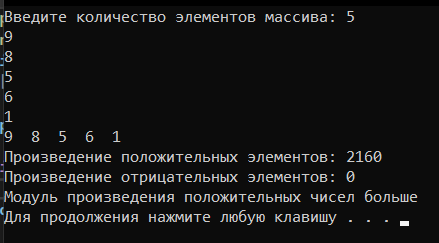 Введите количество элементов массива: 5
9
8
5
6
1
9 8 5 6 1
Произведение положительных элементов: 2160
Произведение отрицательных элементов: 0
Модуль произведения положительных чисел больше
Для продолжения нажмите любую клавишу . . .